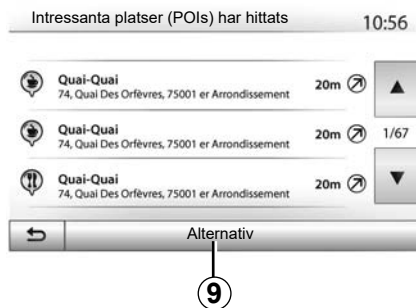 Intressanta platser (POIs) har hittats
10:56
Quai-Quai
74, Quai Des Orfèvres, 75001 er Arrondissement
20m
Quai-Quai
74, Quai Des Orfèvres, 75001 er Arrondissement
20m
1/67
Quai-Quai
74, Quai Des Orfèvres, 75001 er Arrondissement
20m
Alternativ
9